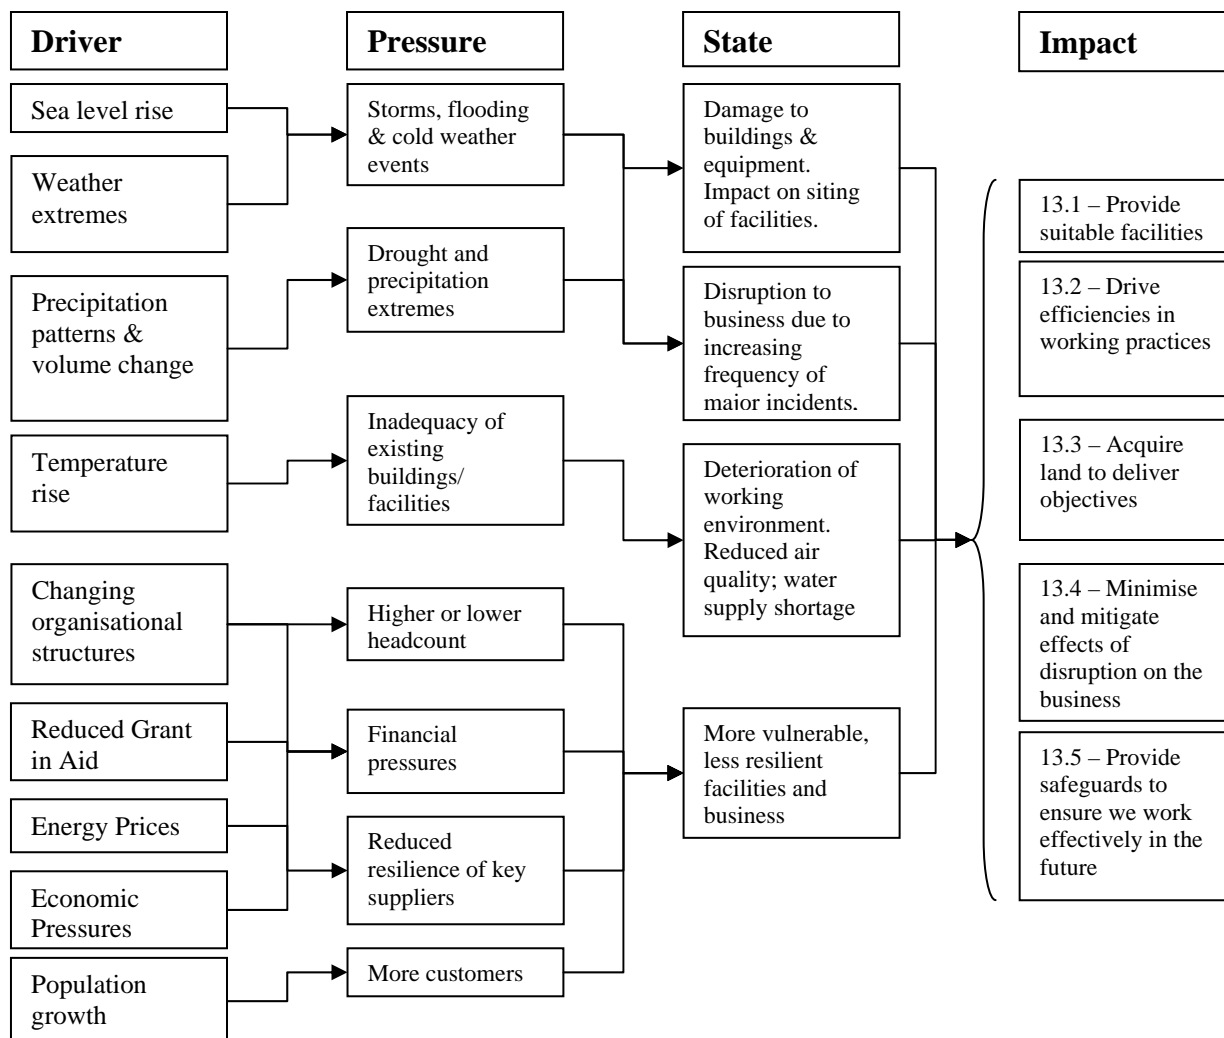 Driver
Pressure
State
Impact
Sea level rise
Weather
extremes
Precipitation
patterns &
volume change
Temperature
rise
Changing
organisational
structures
Reduced Grant
in Aid
Energy Prices
Economic
Pressures
Population
growth
Storms, flooding
& cold weather
events
Drought and
precipitation
extremes
Inadequacy of
existing
buildings/
facilities
Higher or lower
headcount
Financial
pressures
Reduced
resilience of key
suppliers
More customers
Damage to
buildings &
equipment.
Impact on siting
of facilities.
Disruption to
business due to
increasing
frequency of
major incidents.
Deterioration of
working
environment.
Reduced air
quality; water
supply shortage
More vulnerable,
less resilient
facilities and
business
13.1 – Provide
suitable facilities
13.2 – Drive
efficiencies in
working practices
13.3 – Acquire
land to deliver
objectives
13.4 – Minimise
and mitigate
effects of
disruption on the
business
13.5 – Provide
safeguards to
ensure we work
effectively in the
future